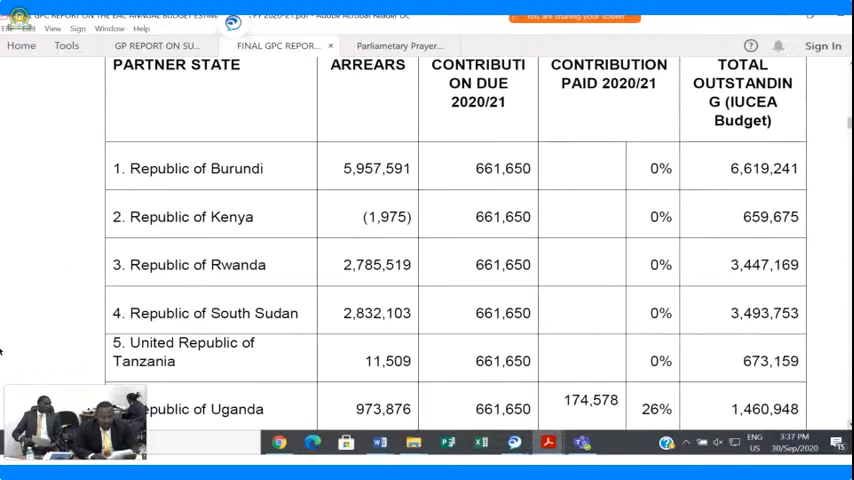 GPC REPORT ON THE EAC ANNUAL BUDGET ESTIM
FY 2020-21.pdf - Adobe Acrobat Reader DC
You are sharing your screen
File Edit View Sign Window Help
Home Tools GP REPORT ON SU... FINAL GPC REPOR... × Parliametary Prayer... Sign In
PARTNER STATE ARREARS CONTRIBUTI CONTRIBUTION TOTAL
ON DUE PAID 2020/21 OUTSTANDIN
2020/21 G (IUCEA
Budget)
1. Republic of Burundi 5,957,591 661,650 0% 6,619,241
2. Republic of Kenya (1,975) 661,650 0% 659,675
3. Republic of Rwanda 2,785,519 661,650 0% 3,447,169
4. Republic of South Sudan 2,832,103 661,650 0% 3,493,753
5. United Republic of
Tanzania 11,509 661,650 0% 673,159
epublic of Uganda 973,876 661,650 174,578 26% 1,460,948
ENG 3:37 PM
US 30/Sep/2020 15